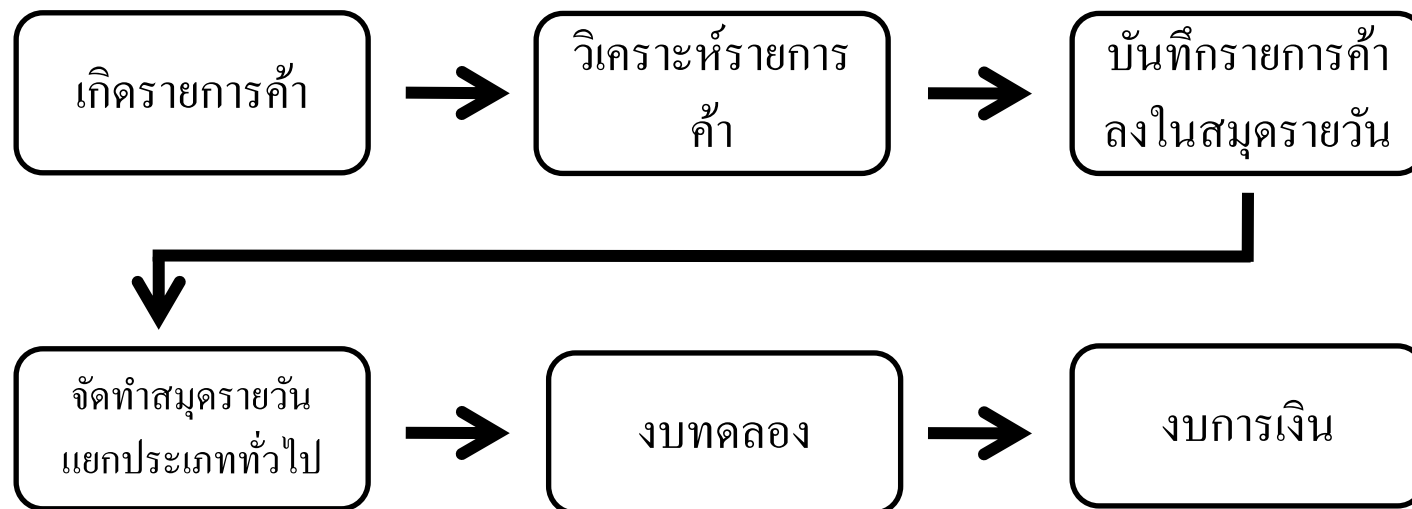 เกิดรายการค้า
วิเคราะห์รายการ
ค้า
บันทึกรายการค้า
ลงในสมุดรายวัน
จัดทำสมุดรายวัน
แยกประเภททั่วไป
งบทดลอง
งบการเงิน